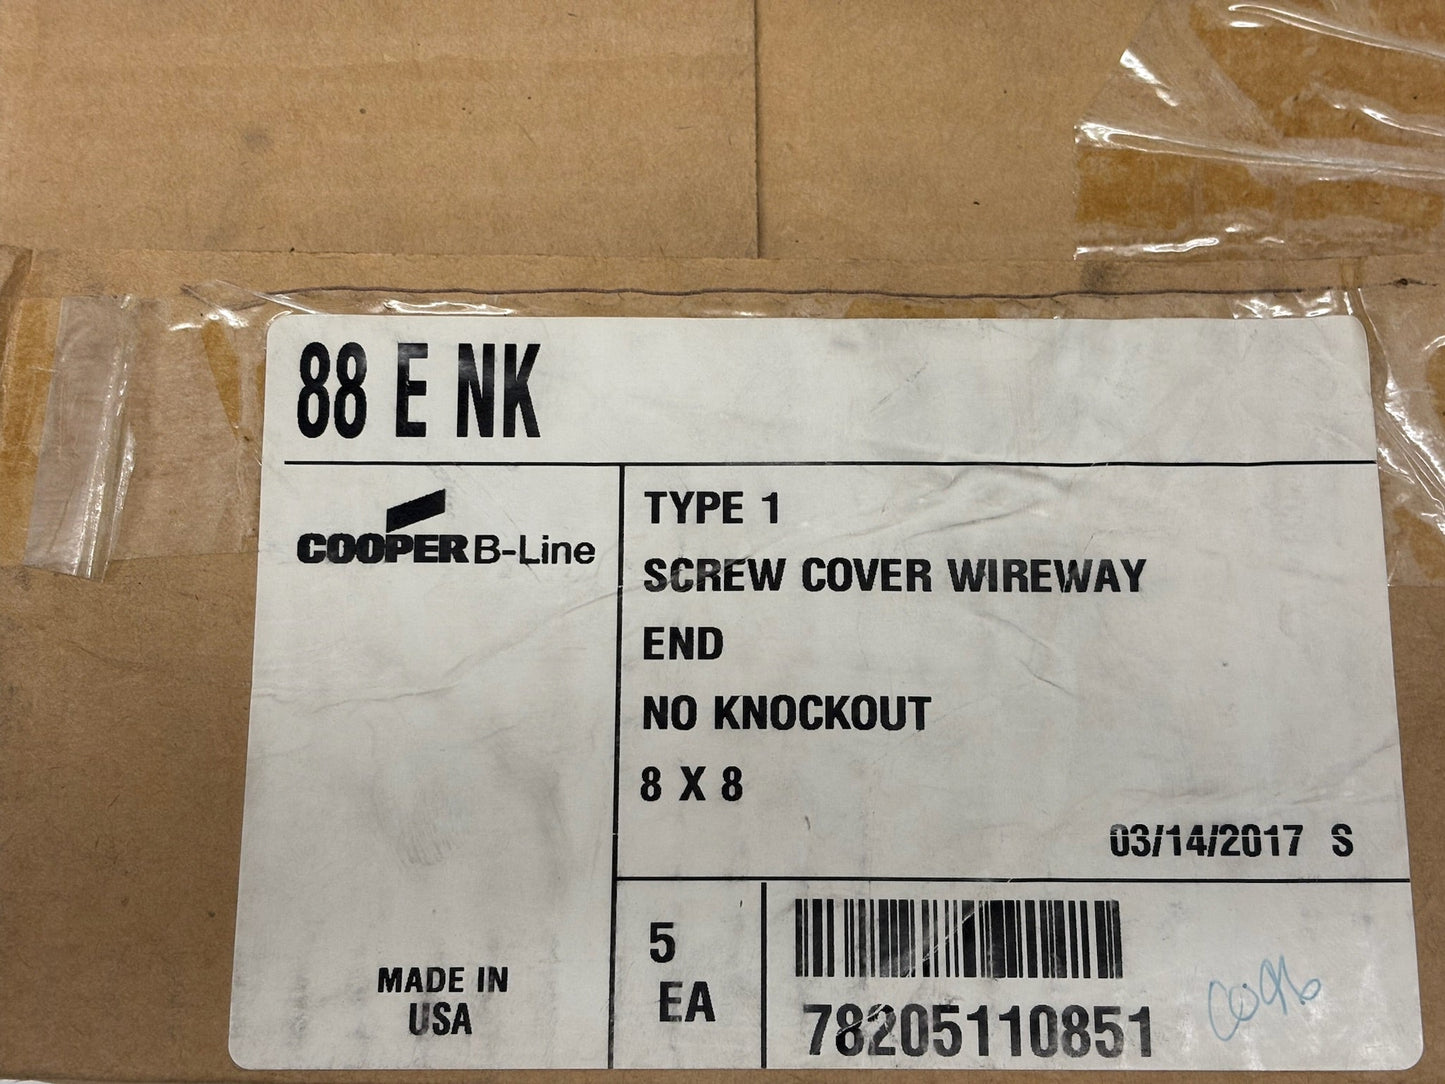 88 E NK
COOPER B-Line
TYPE 1
SCREW COVER WIREWAY
END
NO KNOCKOUT
8 X 8
03/14/2017 S
MADE IN
USA
5
EA
78205110851